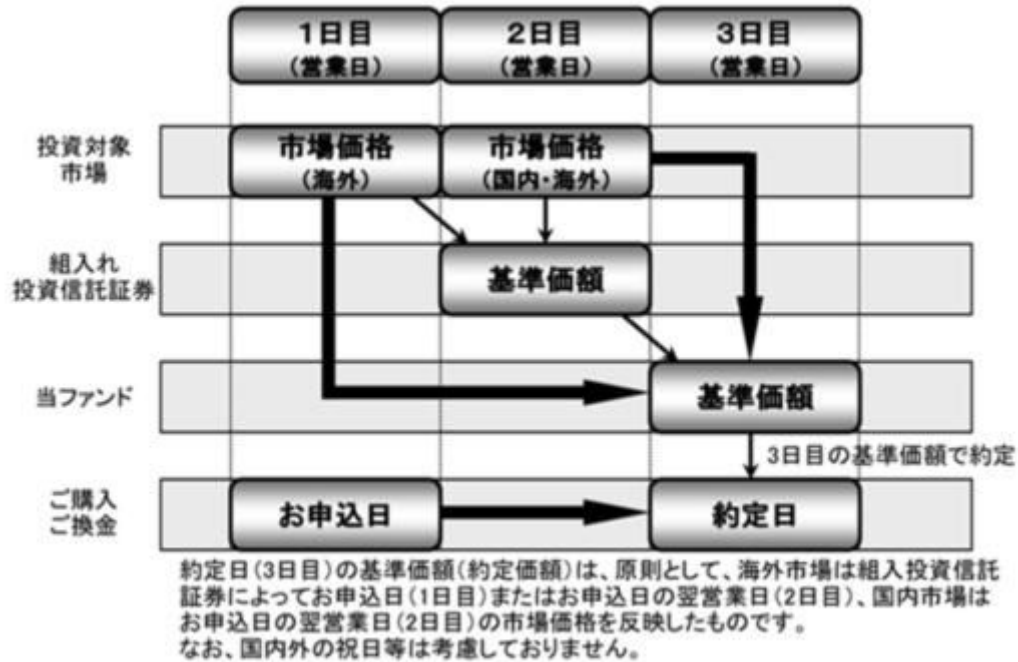 1日目
(営業日)
2日目
(営業日)
3日目
(営業日)
投資対象
市場
市場価格
(海外)
市場価格
(国内・海外)
組入れ
投資信託証券
基準価額
当ファンド
基準価額
3日目の基準価額で約定
ご購入
ご換金
お申込日
約定日
約定日(3日目)の基準価額(約定価額)は、原則として、海外市場は組入投資信託
証券によってお申込日(1日目)またはお申込日の翌営業日(2日目)、国内市場は
お申込日の翌営業日(2日目)の市場価格を反映したものです。
なお、国内外の祝日等は考慮しておりません。